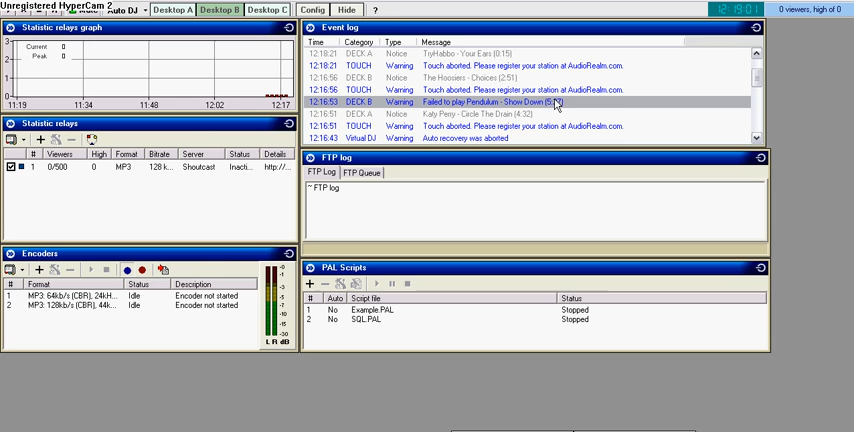 Unregistered HyperCam 2
Auto DJ Desktop A Desktop B Desktop C Config Hide ? 12:19:01 0 viewers, high of 0
Statistic relays graph
Current 0
Peak 0
3
2
1
0
11:19 11:34 11:48 12:02 12:17
Statistic relays
# Viewers High Format Bitrate Server Status Details
1 0/500 0 MP3 128 k... Shoutcast Inacti... http:/...
Encoders
# Format Status Description
1 MP3: 64kb/s (CBR), 24kH... Idle Encoder not started
2 MP3: 128kb/s (CBR), 44k... Idle Encoder not started
-0
-1
-3
-5
-7
-10
-15
-30
L R dB
Event log
Time Category Type Message
12:18:21 DECK A Notice TryHabbo - Your Ears (0:15)
12:18:21 TOUCH Warning Touch aborted. Please register your station at AudioRealm.com.
12:16:56 DECK B Notice The Hoosiers - Choices (2:51)
12:16:56 TOUCH Warning Touch aborted. Please register your station at AudioRealm.com.
12:16:53 DECK B Warning Failed to play Pendulum - Show Down
12:16:51 DECK A Notice Katy Perry - Circle The Drain (4:32)
12:16:51 TOUCH Warning Touch aborted. Please register your station at AudioRealm.com.
12:16:43 Virtual DJ Warning Auto recovery was aborted
FTP log
FTP Log FTP Queue
~ FTP log
PAL Scripts
# Auto Script file Status
1 No Example.PAL Stopped
2 No SQL.PAL Stopped